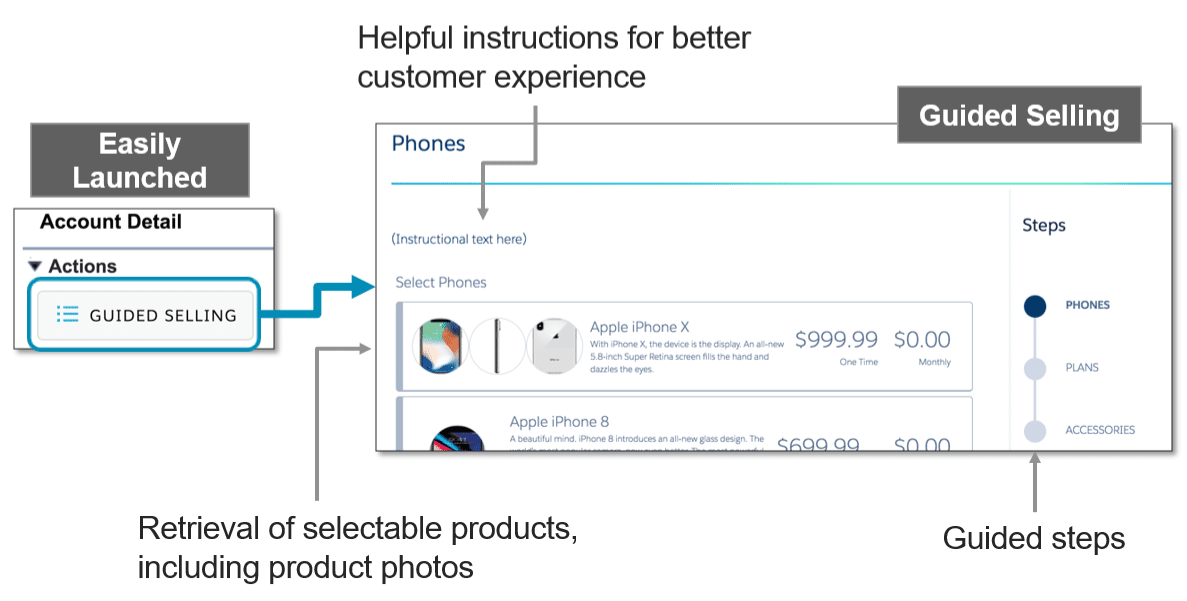 Helpful instructions for better
customer experience
Guided Selling
Easily
Launched
Account Detail
Actions
GUIDED SELLING
Phones
(Instructional text here)
Select Phones
Apple iPhone X
With iPhone X, the device is the display. An all-new
5.8-inch Super Retina screen fills the hand and
dazzles the eyes.
$999.99 $0.00
One Time Monthly
Apple iPhone 8
A beautiful mind. iPhone 8 introduces an all-new glass design. The
$699.99 $0.00
Steps
PHONES
PLANS
ACCESSORIES
Retrieval of selectable products,
including product photos
Guided steps